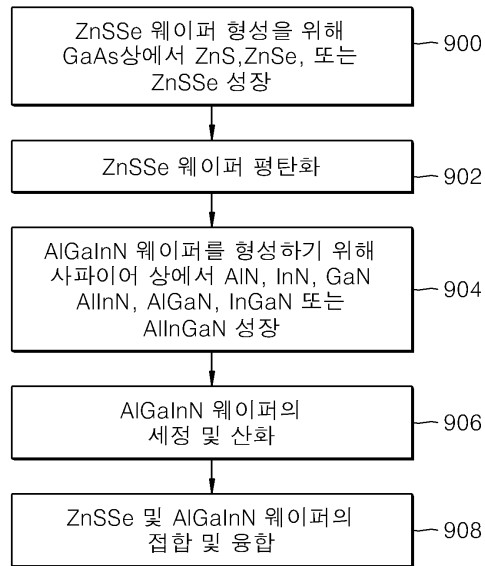 ZnSSe 웨이퍼 형성을 위해
GaAs상에서 ZnS,ZnSe, 또는
ZnSSe 성장
900
ZnSSe 웨이퍼 평탄화
902
AlGaInN 웨이퍼를 형성하기 위해
사파이어 상에서 AlN, InN, GaN
AlInN, AlGaN, InGaN 또는
AlInGaN 성장
904
AlGaInN 웨이퍼의
세정 및 산화
906
ZnSSe 및 AlGaInN 웨이퍼의
접합 및 융합
908